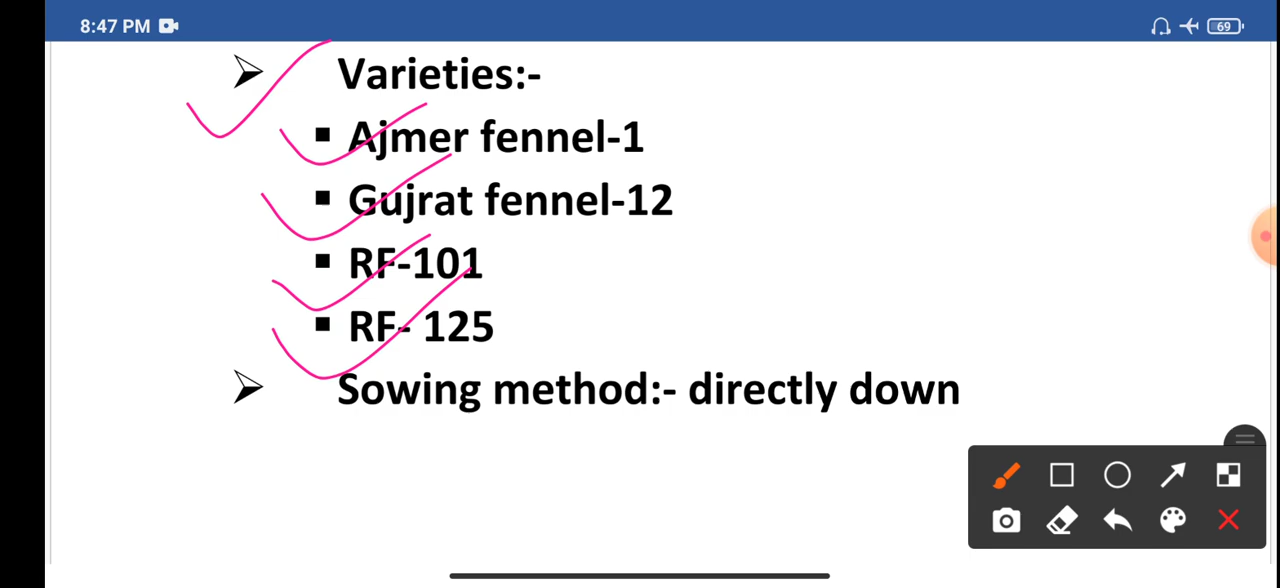 8:47 PM
69
Varieties:-
Ajmer fennel-1
Gujrat fennel-12
RF-101
RF- 125
Sowing method:- directly down